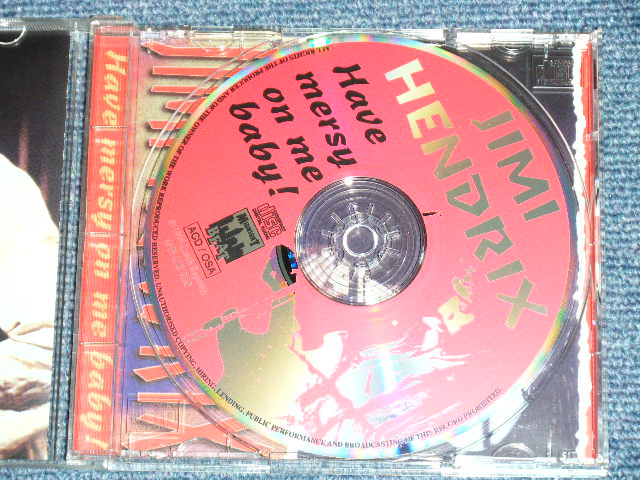 Have mersy on me baby!
JIMI
HENDRIX
Have
mersy
on me
baby!
AOD / OSA
ALL RIGHTS OF THE PRODUCER AND OF THE OWNER OF THE WORK REPRODUCED RESERVED. UNAUTHORISED COPYING, HIRING, LENDING, PUBLIC PERFORMANCE AND BROADCASTING OF THIS RECORD PROHIBITED.